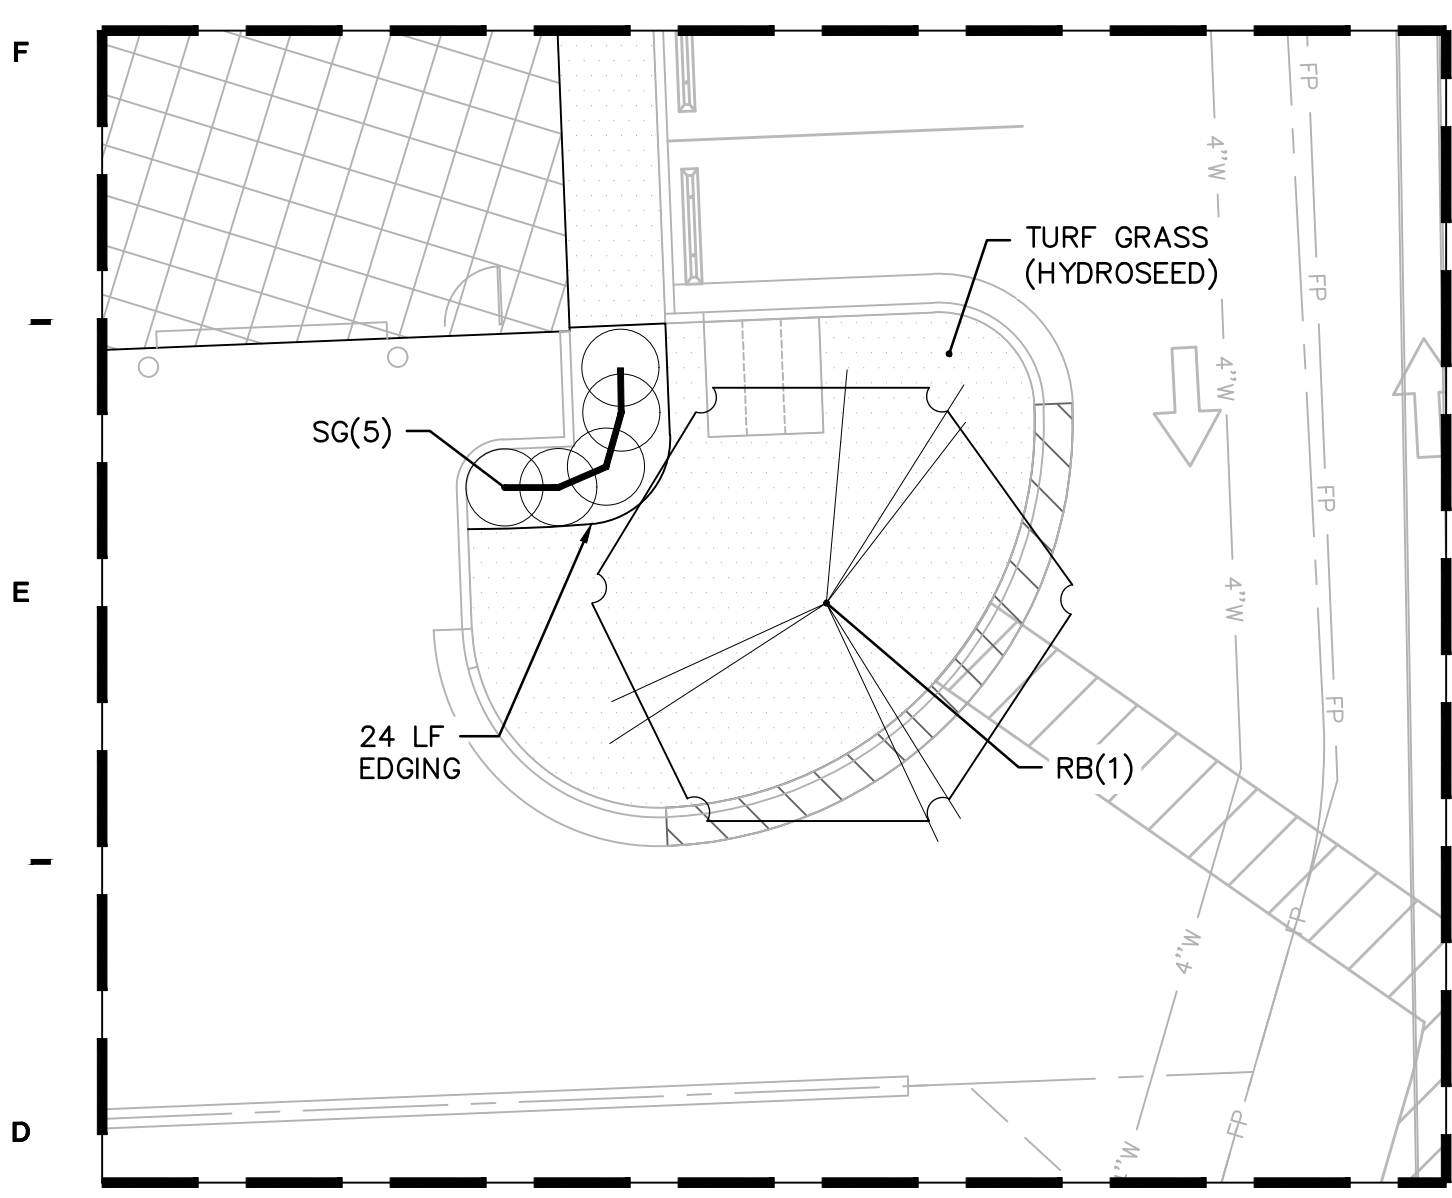 F
FP
4"W
TURF GRASS
(HYDROSEED)
FP
4"W
SG(5)
FP
E
4"W
FP
24 LF
EDGING
RB(1)
FP
4"W
D
FP
"W